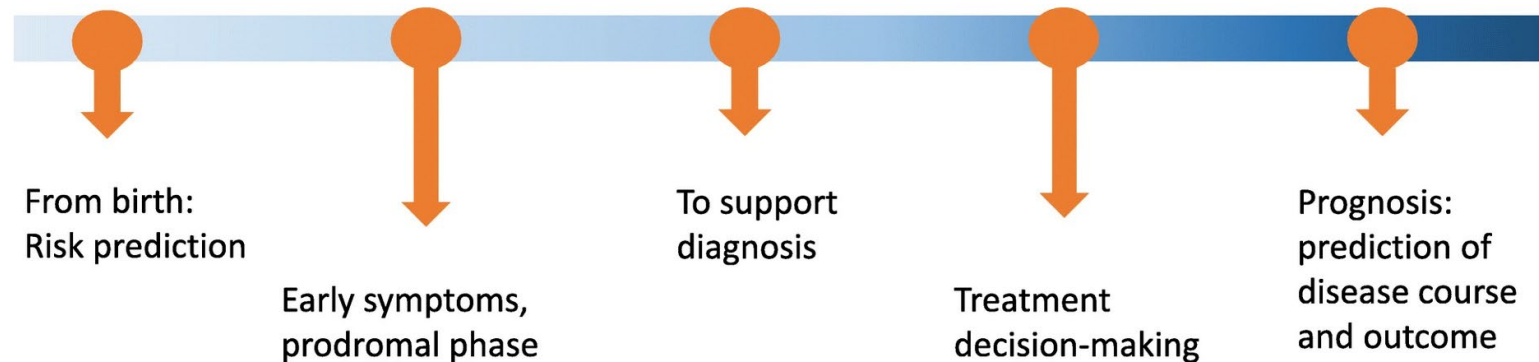 From birth:
Risk prediction
Early symptoms,
prodromal phase
To support
diagnosis
Treatment
decision-making
Prognosis:
prediction of
disease course
and outcome